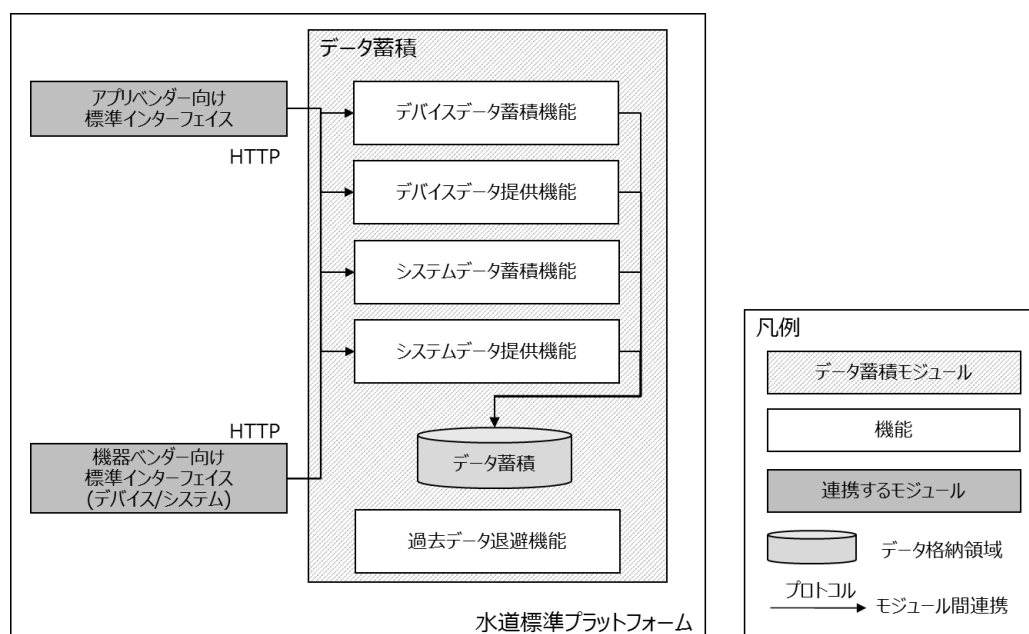 データ蓄積
アプリベンダー向け
標準インターフェイス
HTTP
デバイスデータ蓄積機能
デバイスデータ提供機能
システムデータ蓄積機能
システムデータ提供機能
HTTP
機器ベンダー向け
標準インターフェイス
(デバイス/システム)
データ蓄積
過去データ退避機能
水道標準プラットフォーム
凡例
データ蓄積モジュール
機能
連携するモジュール
データ格納領域
プロトコル
モジュール間連携